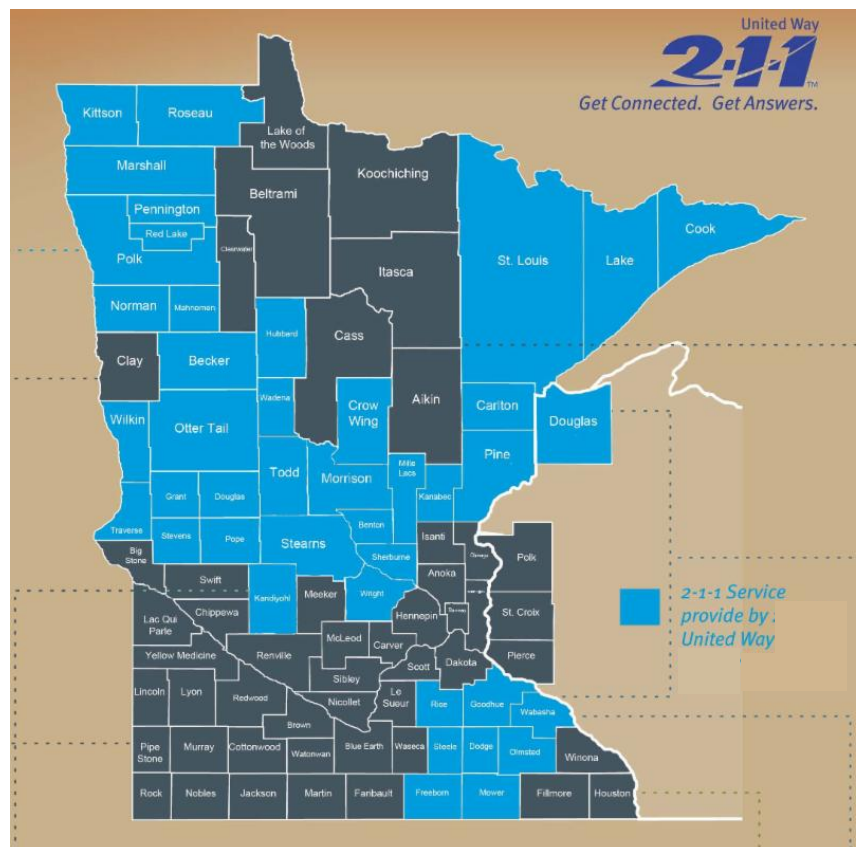 United Way
2-1-1 TM
Get Connected. Get Answers.
Kittson
Roseau
Lake of
the Woods
Marshall
Koochiching
Beltrami
Pennington
Red Lake
Cook
Clearwater
Polk
St. Louis
Lake
Itasca
Norman
Mahnomen
Hubbard
Cass
Clay
Becker
Wadena
Aikin
Crow
Wing
Carlton
Wilkin
Douglas
Otter Tail
Pine
Mille
Lacs
Todd
Morrison
Grant
Douglas
Kanabec
Traverse
Benton
Stevens
Pope
Isanti
Stearns
Big
Stone
Sherburne
Polk
Swift
Anoka
Kandiyohi
Meeker
Wright
2-1-1 Service
provide by
United Way
Chippewa
Lac Qui
Parle
Hennepin
St. Croix
McLeod
Carver
Yellow Medicine
Renville
Scott
Dakota
Pierce
Sibley
Lincoln
Lyon
Redwood
Nicollet
Le
Sueur
Rice
Goodhue
Wabasha
Brown
Pipe
Stone
Murray
Cottonwood
Watonwan
Blue Earth
Waseca
Steele
Dodge
Olmsted
Winona
Rock
Nobles
Jackson
Martin
Faribault
Freeborn
Mower
Fillmore
Houston